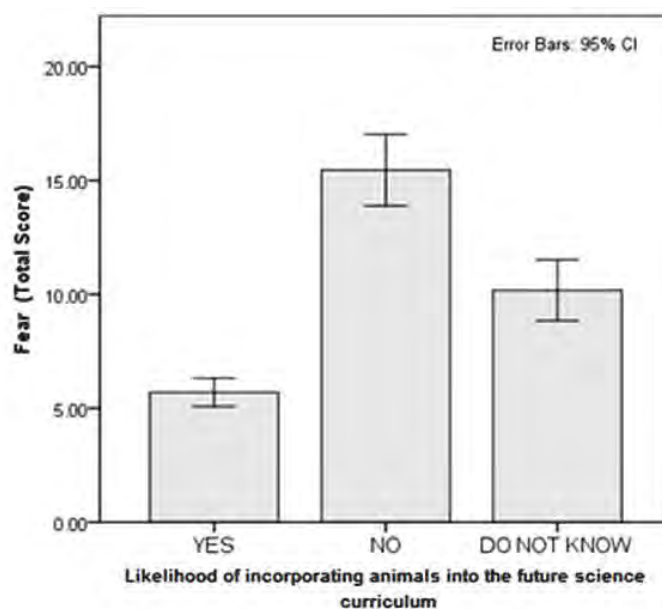 Error Bars: 95% CI
20.00
15.00
10.00
5.00
0.00
Fear (Total Score)
YES NO DO NOT KNOW
Likelihood of incorporating animals into the future science
curriculum